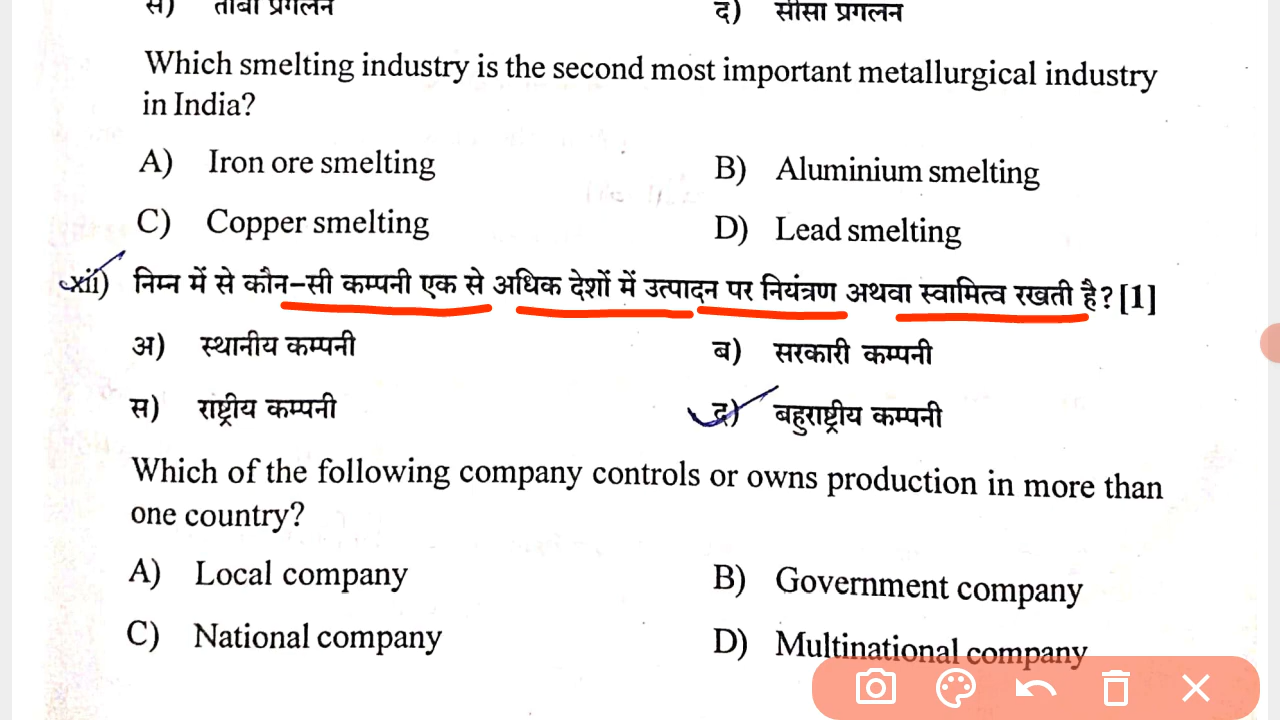 स) ताँबा प्रगलन द) सीसा प्रगलन
Which smelting industry is the second most important metallurgical industry
in India?
A) Iron ore smelting B) Aluminium smelting
C) Copper smelting D) Lead smelting
xii) निम्न में से कौन-सी कम्पनी एक से अधिक देशों में उत्पादन पर नियंत्रण अथवा स्वामित्व रखती है? [1]
अ) स्थानीय कम्पनी ब) सरकारी कम्पनी
स) राष्ट्रीय कम्पनी द) बहुराष्ट्रीय कम्पनी
Which of the following company controls or owns production in more than
one country?
A) Local company B) Government company
C) National company D) Multinational company